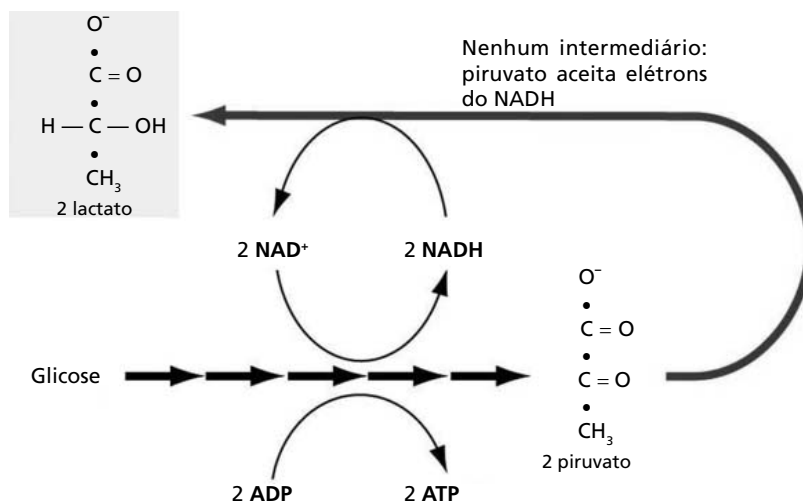 O⁻
C = O
H — C — OH
CH₃
2 lactato
Nenhum intermediário:
piruvato aceita elétrons
do NADH
2 NAD⁺ 2 NADH
O⁻
C = O
Glicose
C = O
CH₃
2 piruvato
2 ADP 2 ATP